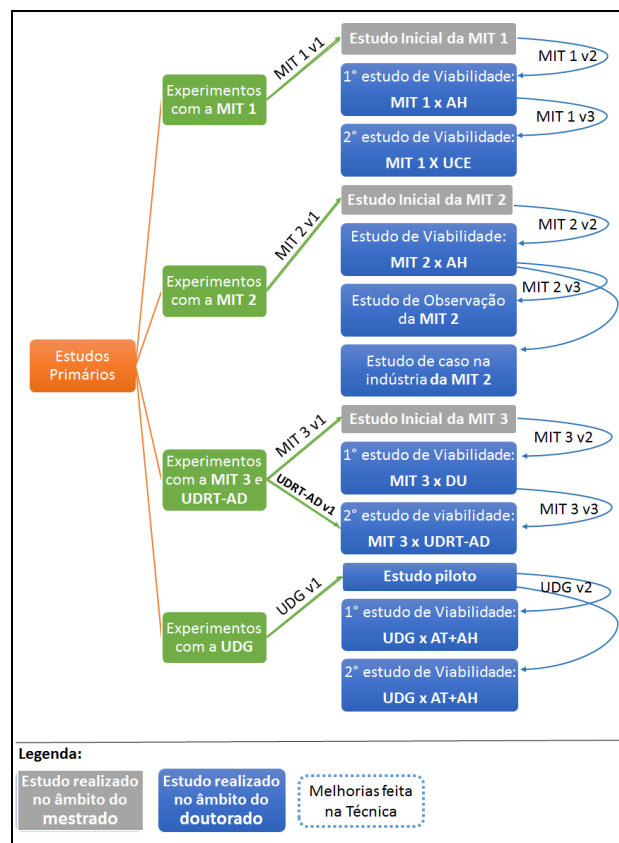 Estudos
Primários
Experimentos
com a MIT 1
MIT 1 v1
Estudo Inicial da MIT 1
MIT 1 v2
1° estudo de Viabilidade:
MIT 1 x AH
MIT 1 v3
2° estudo de Viabilidade:
MIT 1 X UCE
Experimentos
com a MIT 2
MIT 2 v1
Estudo Inicial da MIT 2
MIT 2 v2
Estudo de Viabilidade:
MIT 2 x AH
MIT 2 v3
Estudo de Observação
da MIT 2
Estudo de caso na
indústria da MIT 2
Experimentos
com a MIT 3 e
UDRT-AD
MIT 3 v1
UDRT-AD v1
Estudo Inicial da MIT 3
MIT 3 v2
1° estudo de Viabilidade:
MIT 3 x DU
MIT 3 v3
2° estudo de viabilidade:
MIT 3 x UDRT-AD
Experimentos
com a UDG
UDG v1
Estudo piloto
UDG v2
1° estudo de Viabilidade:
UDG x AT+AH
2° estudo de Viabilidade:
UDG x AT+AH
Legenda:
Estudo realizado
no âmbito do
mestrado
Estudo realizado
no âmbito do
doutorado
Melhorias feita
na Técnica